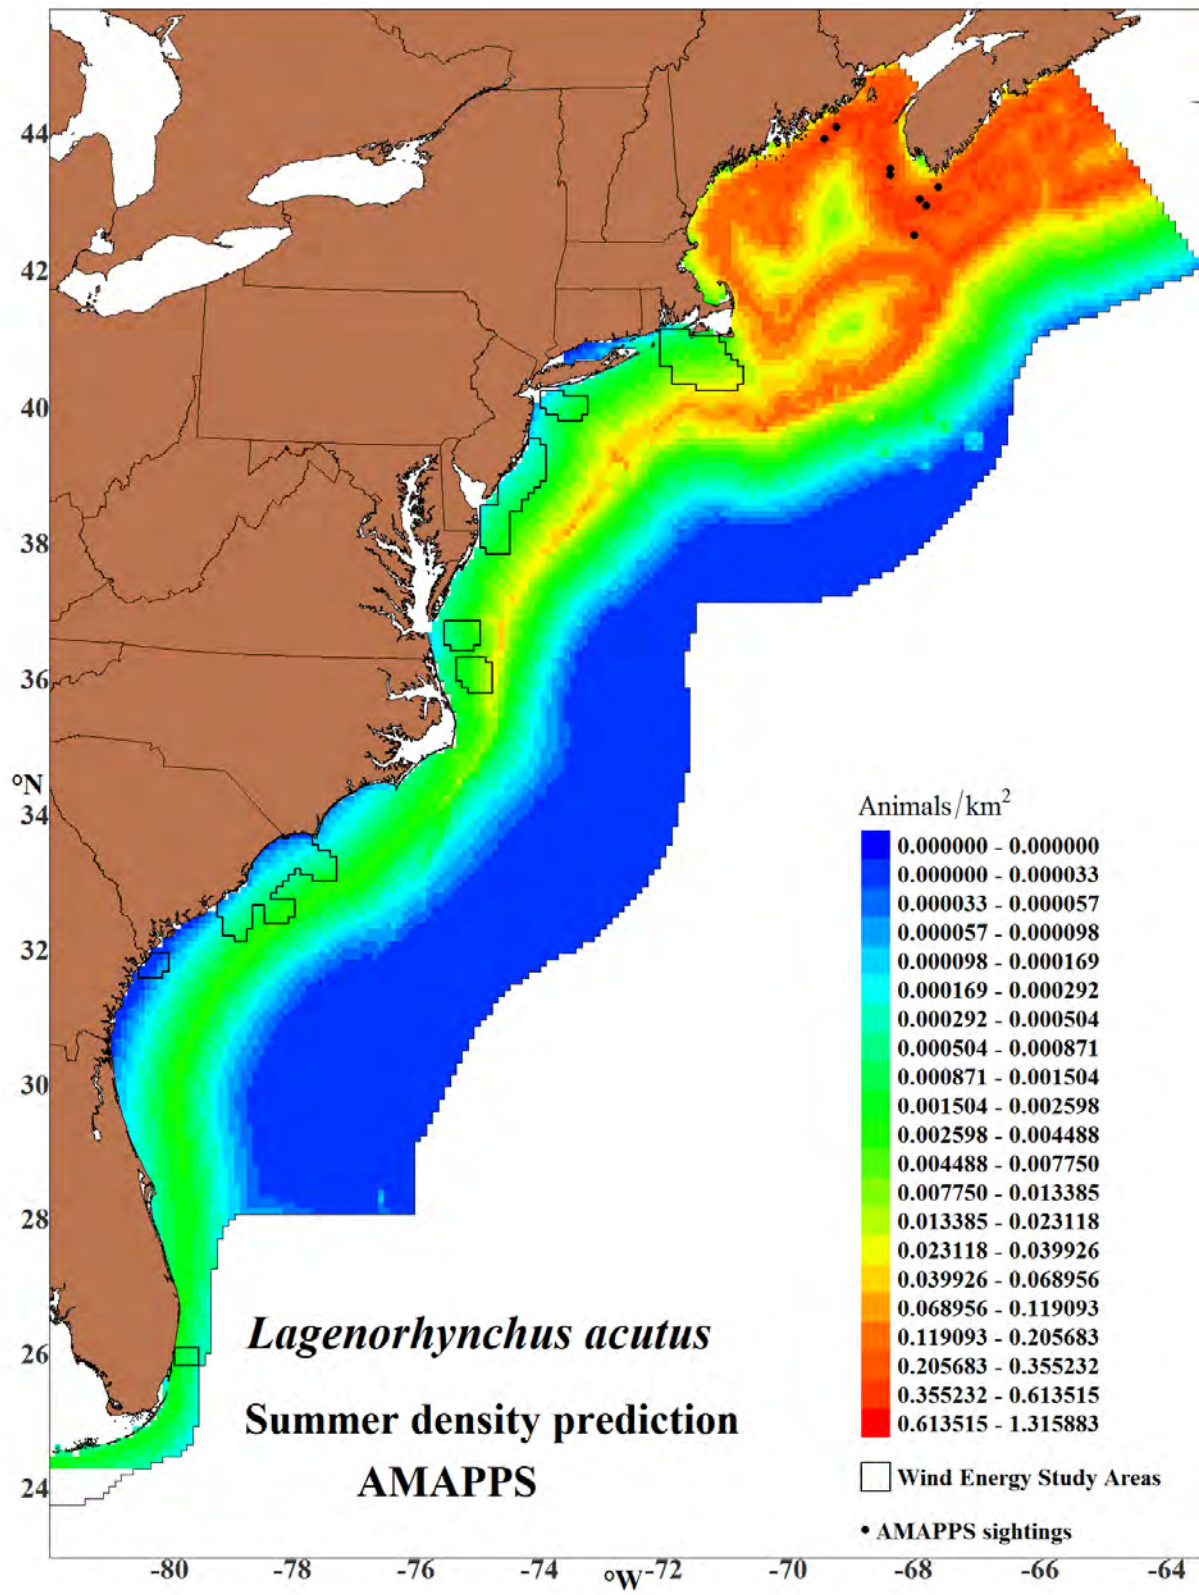 44
42
40
38
36
°N
34
32
30
28
26
24
Animals/km²
0.000000 - 0.000000
0.000000 - 0.000033
0.000033 - 0.000057
0.000057 - 0.000098
0.000098 - 0.000169
0.000169 - 0.000292
0.000292 - 0.000504
0.000504 - 0.000871
0.000871 - 0.001504
0.001504 - 0.002598
0.002598 - 0.004488
0.004488 - 0.007750
0.007750 - 0.013385
0.013385 - 0.023118
0.023118 - 0.039926
0.039926 - 0.068956
0.068956 - 0.119093
0.119093 - 0.205683
0.205683 - 0.355232
0.355232 - 0.613515
0.613515 - 1.315883
Wind Energy Study Areas
AMAPPS sightings
Lagenorhynchus acutus
Summer density prediction
AMAPPS
-80 -78 -76 -74 -72 -70 -68 -66 -64
°W